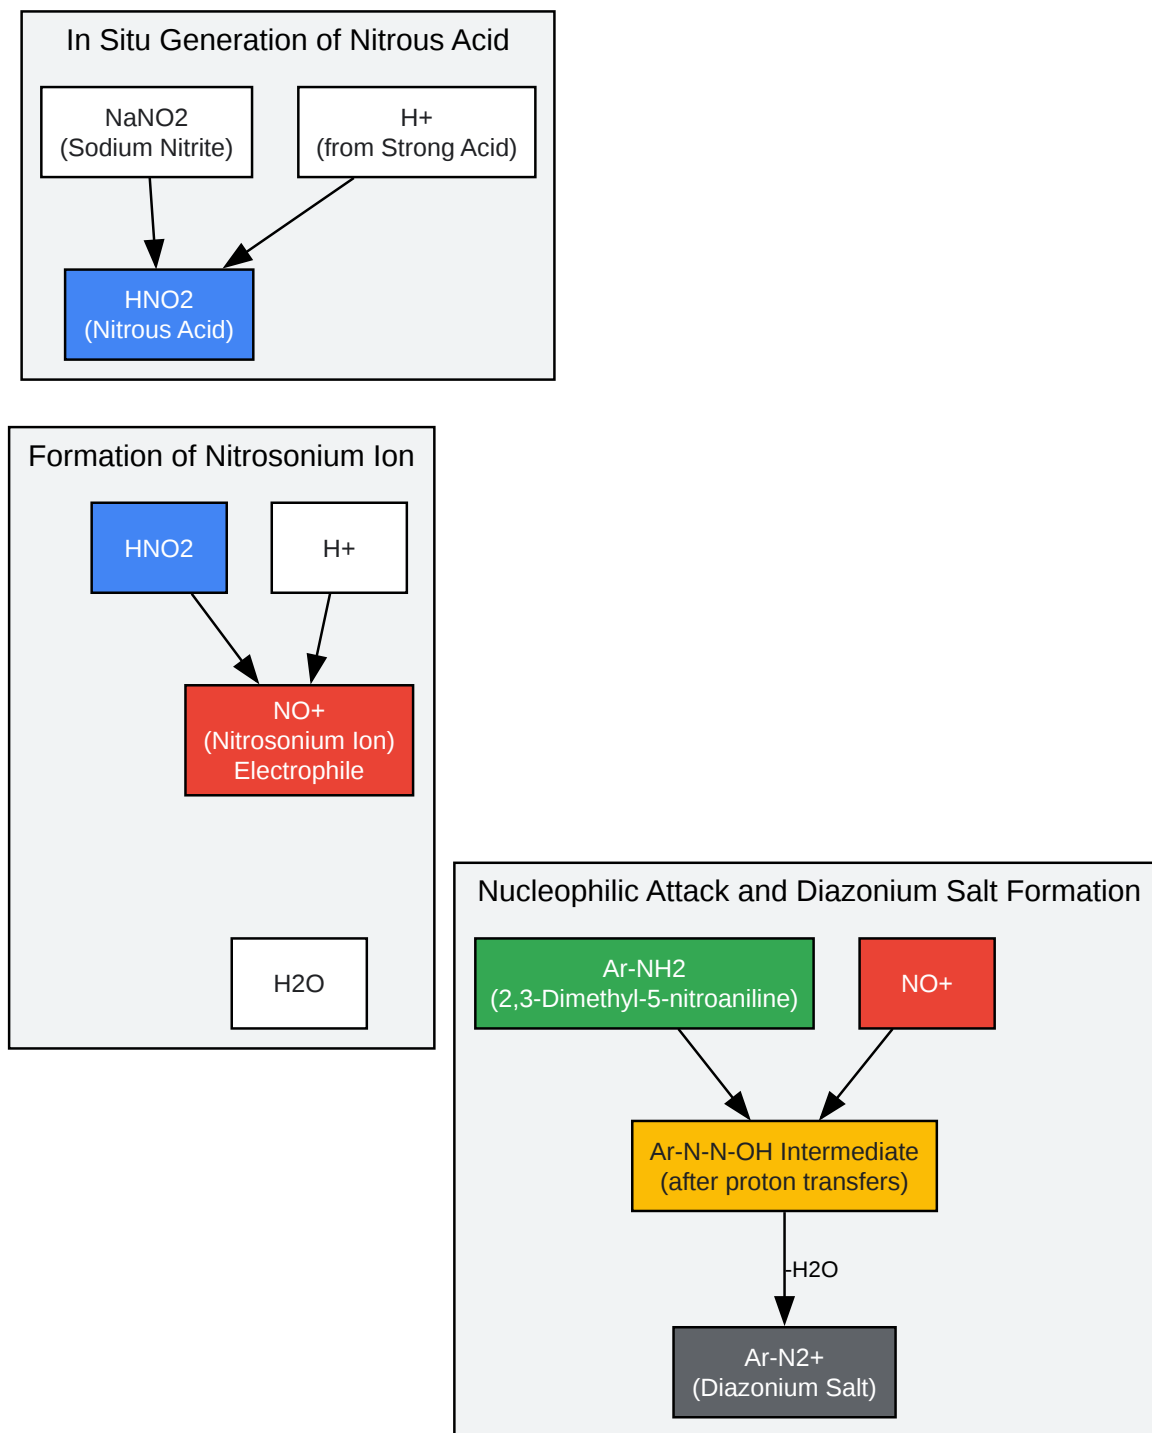 In Situ Generation of Nitrous Acid
NaNO2
(Sodium Nitrite)
H+
(from Strong Acid)
HNO2
(Nitrous Acid)
Formation of Nitrosonium Ion
HNO2
H+
NO+
(Nitrosonium Ion)
Electrophile
H2O
Nucleophilic Attack and Diazonium Salt Formation
Ar-NH2
(2,3-Dimethyl-5-nitroaniline)
NO+
Ar-N-N-OH Intermediate
(after proton transfers)
-H2O
Ar-N2+
(Diazonium Salt)